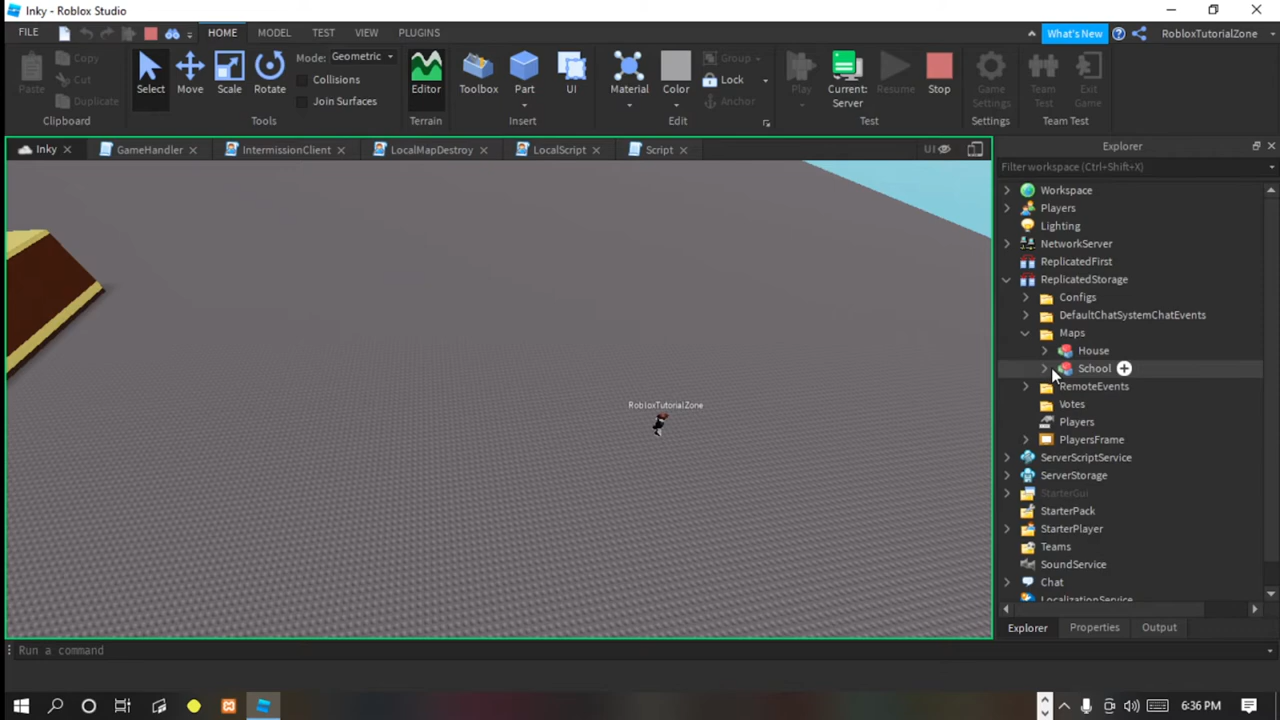 Inky - Roblox Studio
FILE HOME MODEL TEST VIEW PLUGINS What's New RobloxTutorialZone
Paste Copy Cut Duplicate Select Move Scale Rotate Mode: Geometric Collisions Join Surfaces Editor Toolbox Part UI Material Color Group Lock Anchor Play Current: Server Resume Stop Game Settings Team Test Exit Game
Clipboard Tools Terrain Insert Edit Test Settings Team Test
Inky GameHandler IntermissionClient LocalMapDestroy LocalScript Script UI
RobloxTutorialZone
Explorer
Filter workspace (Ctrl+Shift+X)
Workspace
Players
Lighting
NetworkServer
ReplicatedFirst
ReplicatedStorage
Configs
DefaultChatSystemChatEvents
Maps
House
School
RemoteEvents
Votes
Players
PlayersFrame
ServerScriptService
ServerStorage
StarterGui
StarterPack
StarterPlayer
Teams
SoundService
Chat
LocalizationService
Explorer Properties Output
Run a command
6:36 PM